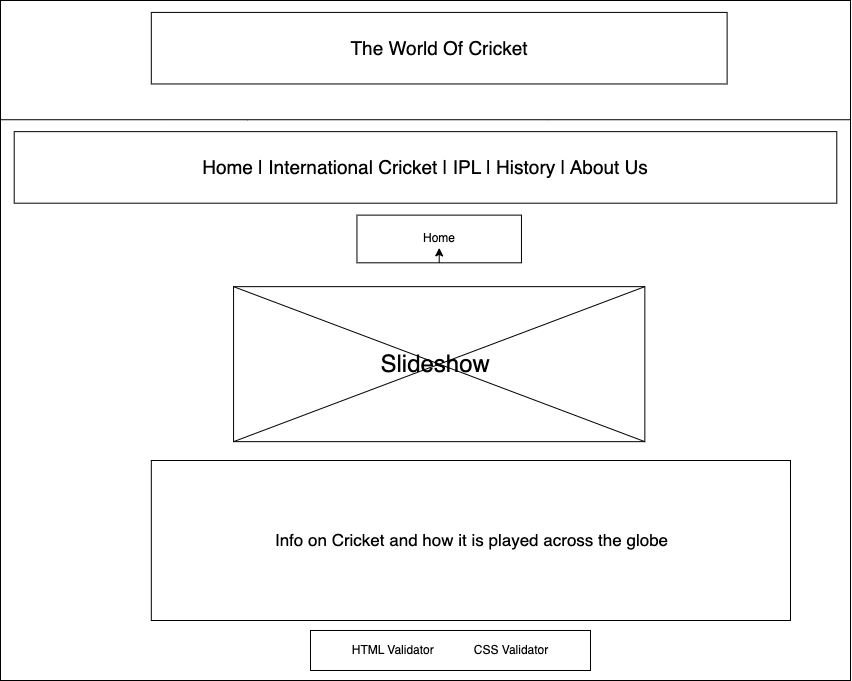 The World Of Cricket
Home | International Cricket | IPL | History | About Us
Home
Slideshow
Info on Cricket and how it is played across the globe
HTML Validator CSS Validator